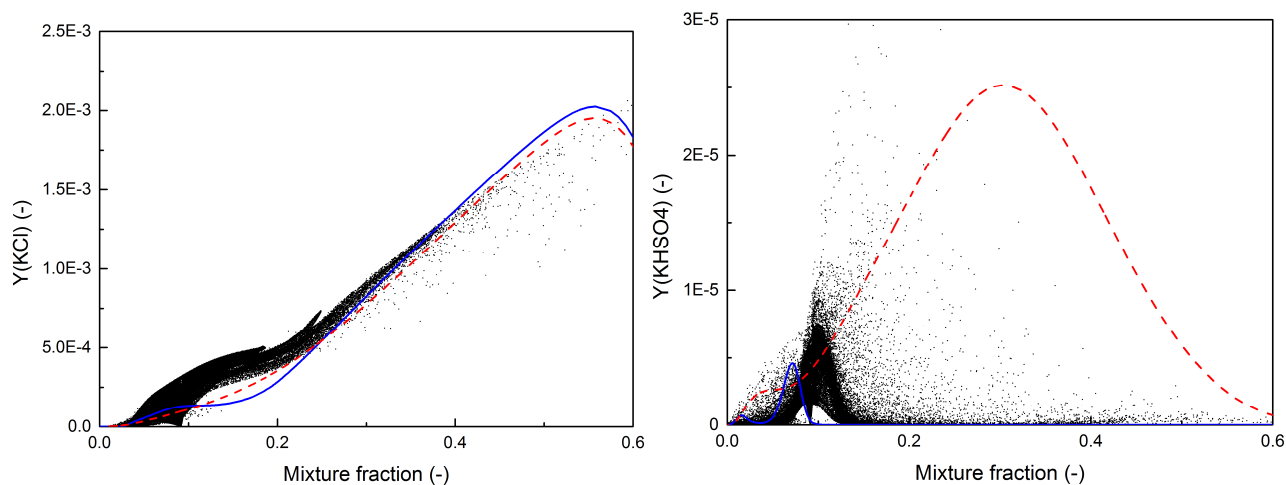 2.5E-3
2.0E-3
1.5E-3
1.0E-3
5.0E-4
0.0
Y(KCl) (-)
0.0
0.2
0.4
0.6
Mixture fraction (-)
3E-5
2E-5
1E-5
0
Y(KHSO4) (-)
0.0
0.2
0.4
0.6
Mixture fraction (-)